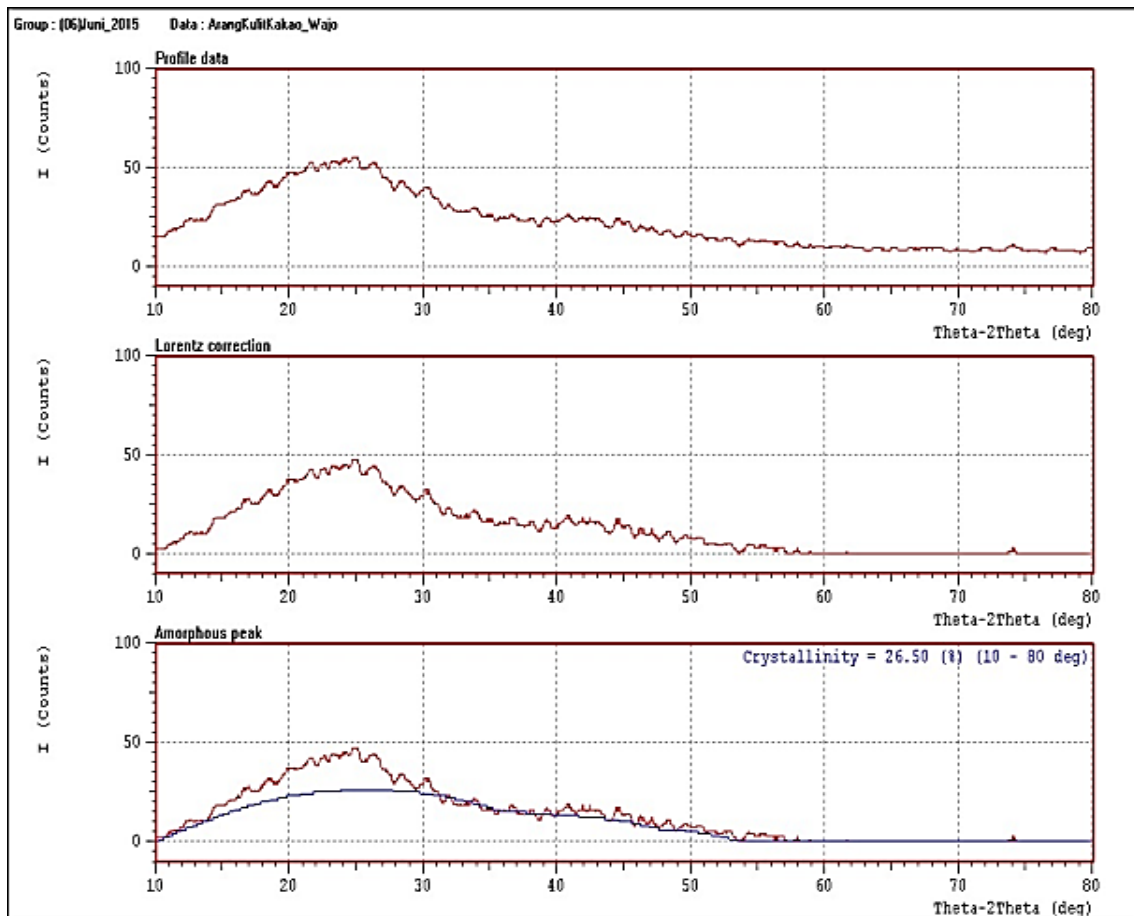 Group : (06)Juni_2015 Data : ArangKulitKakao_Wajo
Profile data
100
50
0
I (Counts)
10 20 30 40 50 60 70 80
Theta-2Theta (deg)
Lorentz correction
100
50
0
I (Counts)
10 20 30 40 50 60 70 80
Theta-2Theta (deg)
Amorphous peak
Crystallinity = 26.50 (%) (10 - 80 deg)
100
50
0
I (Counts)
10 20 30 40 50 60 70 80
Theta-2Theta (deg)